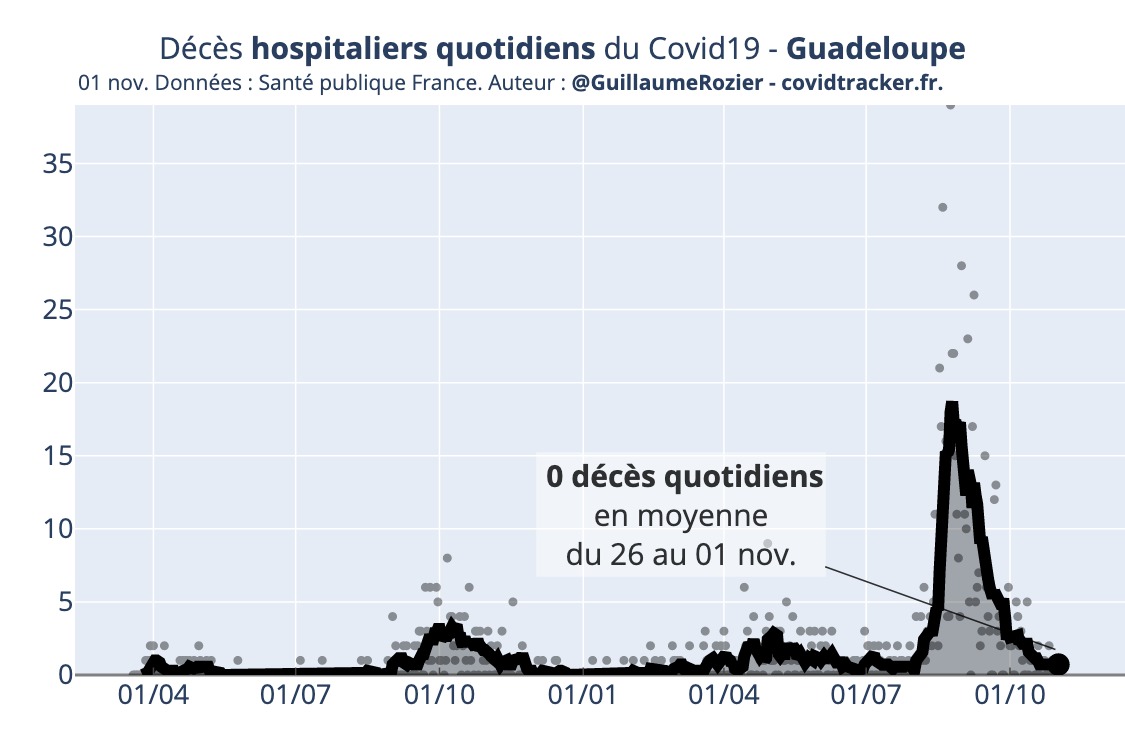 Décès hospitaliers quotidiens du Covid19 - Guadeloupe
01 nov. Données : Santé publique France. Auteur : @GuillaumeRozier - covidtracker.fr.
35
30
25
20
15
10
5
0
0 décès quotidiens
en moyenne
du 26 au 01 nov.
01/04 01/07 01/10 01/01 01/04 01/07 01/10